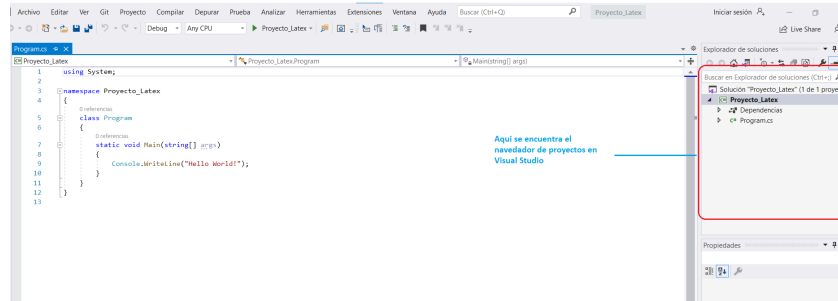 Archivo Editar Ver Git Proyecto Compilar Depurar Prueba Analizar Herramientas Extensiones Ventana Ayuda Buscar (Ctrl+Q) Proyecto_Latex Iniciar sesión
Debug Any CPU Proyecto_Latex Live Share
Program.cs Explorador de soluciones
Proyecto_Latex Proyecto_Latex.Program Main(string[] args)
Buscar en Explorador de soluciones (Ctrl+;)
Solución "Proyecto_Latex" (1 de 1 proye
Proyecto_Latex
Dependencias
Program.cs
1 using System;
2
3 namespace Proyecto_Latex
4 {
0 referencias
5 class Program
6 {
0 referencias
7 static void Main(string[] args)
8 {
9 Console.WriteLine("Hello World!");
10 }
11 }
12 }
13
Aqui se encuentra el
navedador de proyectos en
Visual Studio
Propiedades